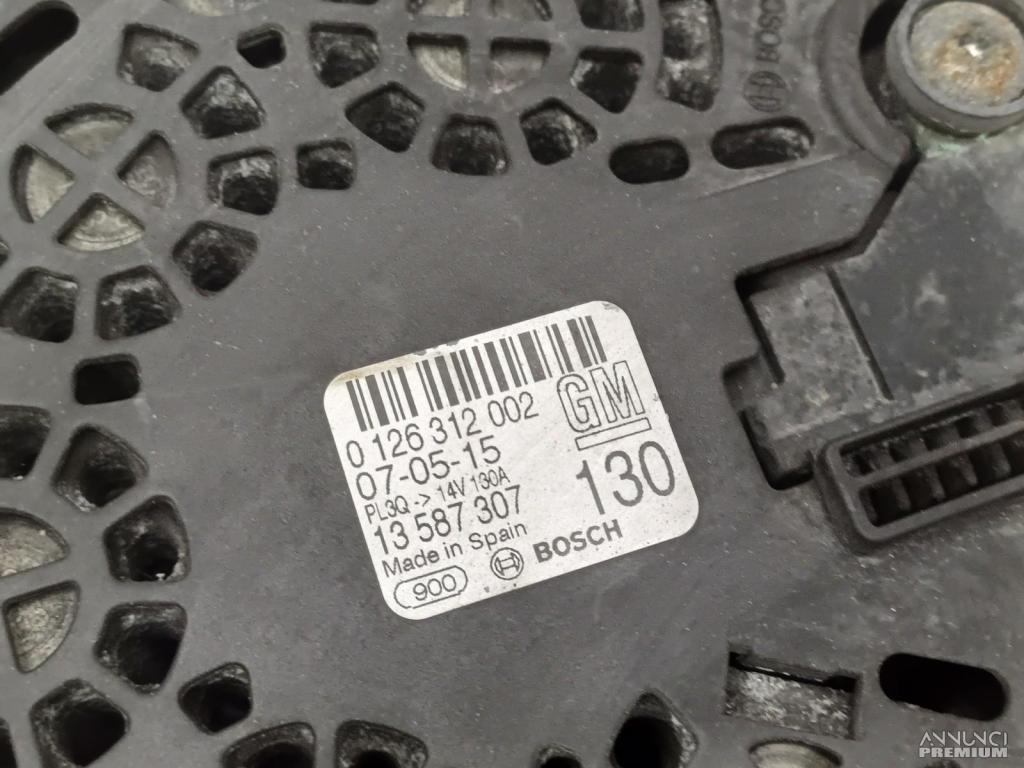 BOSCH
0 126 312 002
GM
07-05-15
PL3Q -> 14V 130A
130
13 587 307
Made in Spain
900
BOSCH
ANNUNCI
PREMIUM